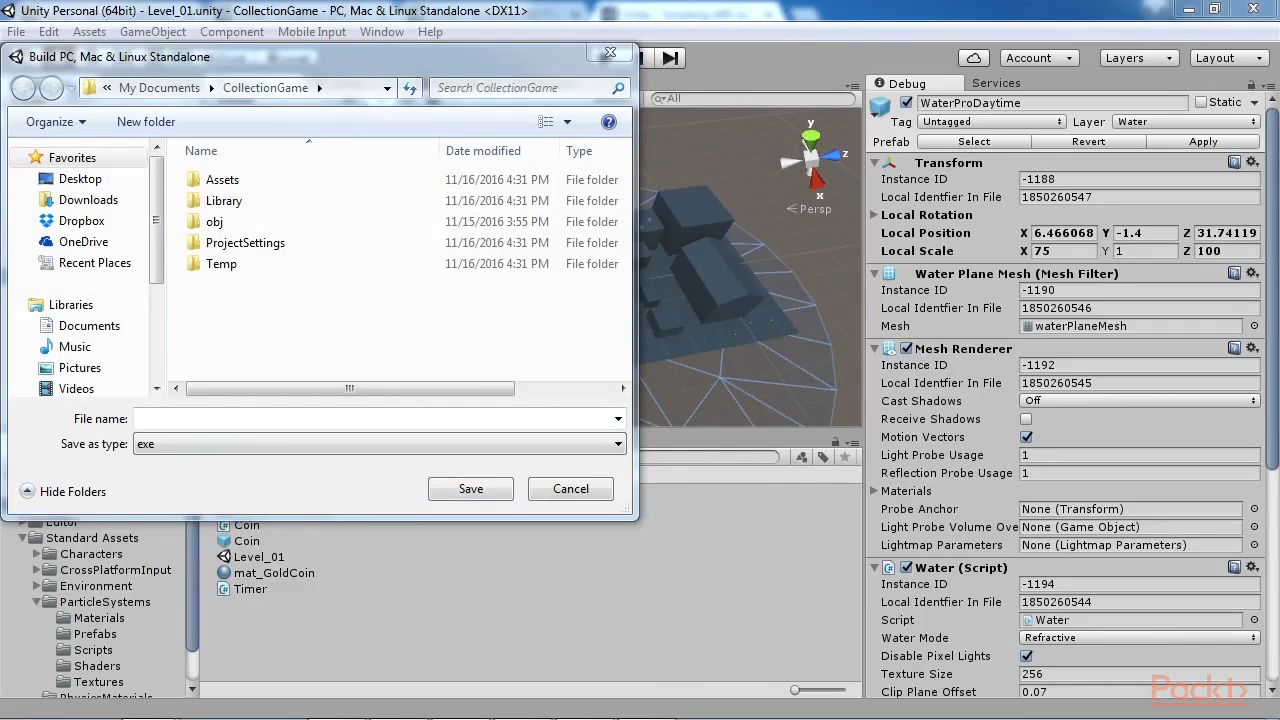 Unity Personal (64bit) - Level_01.unity - CollectionGame - PC, Mac & Linux Standalone <DX11>
File Edit Assets GameObject Component Mobile Input Window Help
Build PC, Mac & Linux Standalone
Account Layers Layout
« My Documents CollectionGame Search CollectionGame
All
Debug Services
WaterProDaytime Static
Organize New folder
Tag Untagged Layer Water
Prefab Select Revert Apply
Name Date modified Type
Assets 11/16/2016 4:31 PM File folder
Library 11/16/2016 4:31 PM File folder
obj 11/15/2016 3:55 PM File folder
ProjectSettings 11/16/2016 4:31 PM File folder
Temp 11/16/2016 4:31 PM File folder
Favorites
Desktop
Downloads
Dropbox
OneDrive
Recent Places
Libraries
Documents
Music
Pictures
Videos
File name:
Save as type: exe
Hide Folders Save Cancel
y
z
x
Persp
Transform
Instance ID -1188
Local Identfier In File 1850260547
Local Rotation
Local Position X 6.466068 Y -1.4 Z 31.74119
Local Scale X 75 Y 1 Z 100
Water Plane Mesh (Mesh Filter)
Instance ID -1190
Local Identfier In File 1850260546
Mesh waterPlaneMesh
Mesh Renderer
Instance ID -1192
Local Identfier In File 1850260545
Cast Shadows Off
Receive Shadows
Motion Vectors
Light Probe Usage 1
Reflection Probe Usage 1
Materials
Probe Anchor None (Transform)
Light Probe Volume Ove None (Game Object)
Lightmap Parameters None (Lightmap Parameters)
Water (Script)
Instance ID -1194
Local Identfier In File 1850260544
Script Water
Water Mode Refractive
Disable Pixel Lights
Texture Size 256
Clip Plane Offset 0.07
Editor
Standard Assets
Characters
CrossPlatformInput
Environment
ParticleSystems
Materials
Prefabs
Scripts
Shaders
Textures
PhysicsMaterials
Coin
Coin
Level_01
mat_GoldCoin
Timer
Packt>